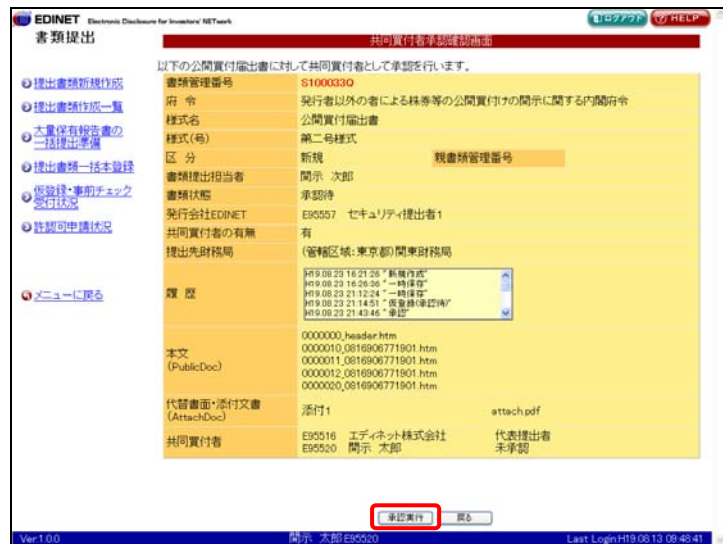 EDINET Electronic Disclosure for Investors' NETwork
ログアウト
HELP
書類提出
共同買付者承認確認画面
以下の公開買付届出書に対して共同買付者として承認を行います。
提出書類新規作成
提出書類作成一覧
大量保有報告書の
一括提出準備
提出書類一括本登録
仮登録・事前チェック
受付状況
許認可申請状況
メニューに戻る
書類管理番号 S100033Q
府 令 発行者以外の者による株券等の公開買付けの開示に関する内閣府令
様式名 公開買付届出書
様式(号) 第二号様式
区 分 新規 親書類管理番号
書類提出担当者 開示 次郎
書類状態 承認待
発行会社EDINET E95557 セキュリティ提出者1
共同買付者の有無 有
提出先財務局 (管轄区域:東京都)関東財務局
履 歴
H19.08.23 16:21:26 "新規作成"
H19.08.23 16:26:36 "一時保存"
H19.08.23 21:12:24 "一時保存"
H19.08.23 21:14:51 "仮登録(承認待)"
H19.08.23 21:43:46 "承認"
本文
(PublicDoc)
0000000_header.htm
0000010_0816906771901.htm
0000011_0816906771901.htm
0000012_0816906771901.htm
0000020_0816906771901.htm
代替書面・添付文書
(AttachDoc)
添付1 attach.pdf
共同買付者
E95516 エディネット株式会社 代表提出者
E95520 開示 太郎 未承認
承認実行 戻る
Ver.1.0.0 開示 太郎:E95520 Last Login:H19.08.13 09:48:41